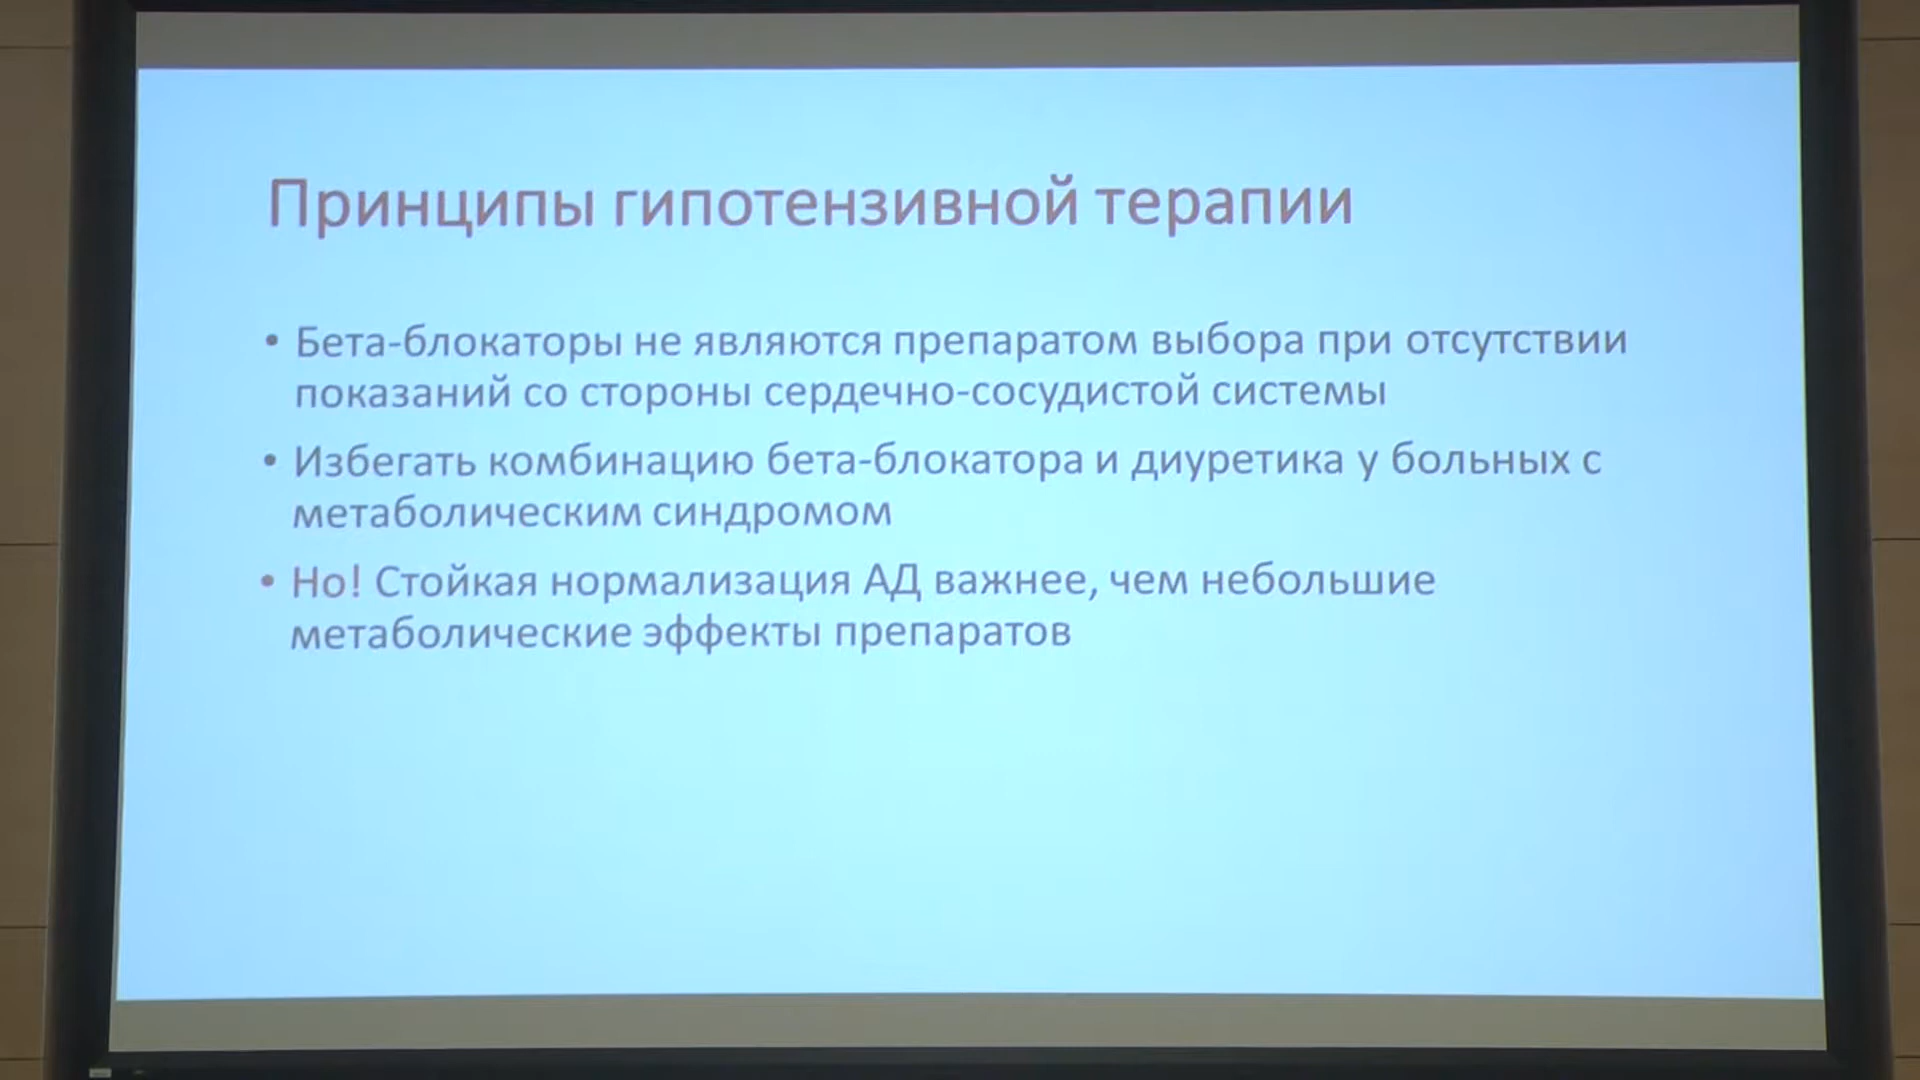 Принципы гипотензивной терапии
• Бета-блокаторы не являются препаратом выбора при отсутствии
показаний со стороны сердечно-сосудистой системы
• Избегать комбинацию бета-блокатора и диуретика у больных с
метаболическим синдромом
• Но! Стойкая нормализация АД важнее, чем небольшие
метаболические эффекты препаратов